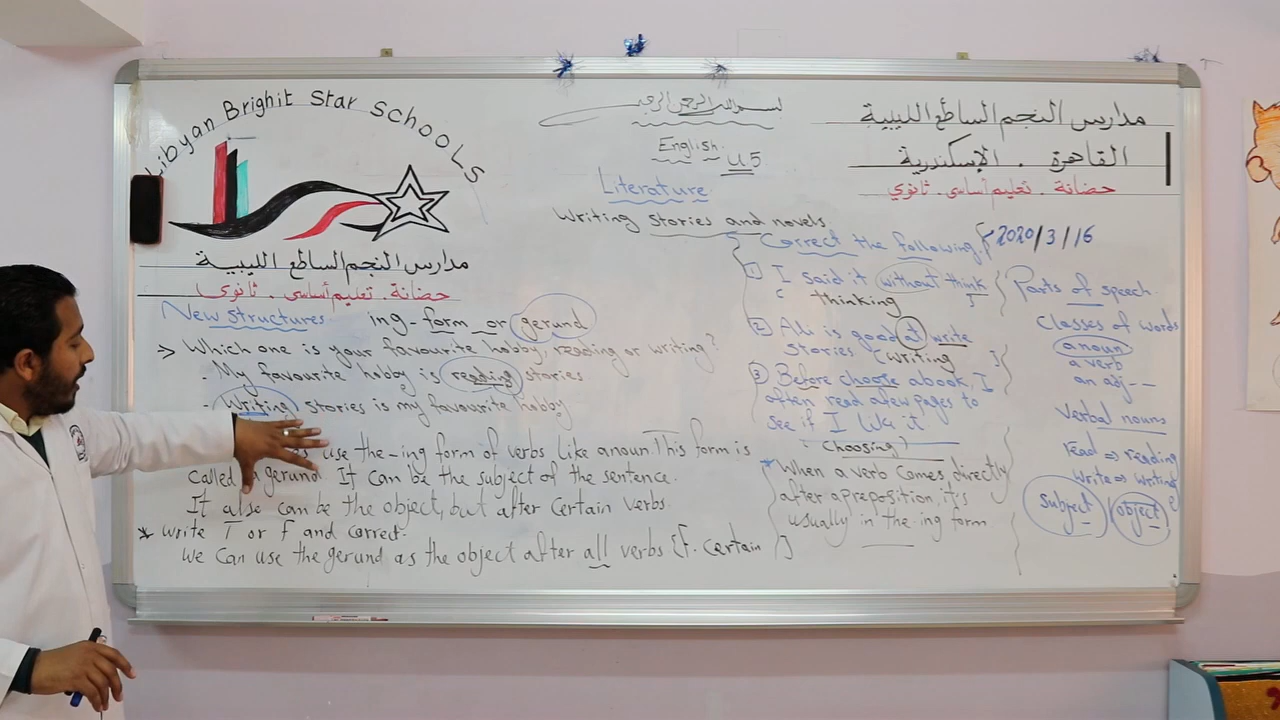 Libyan Brighit Star SchooLS
مدارس النجم الساطع الليبية
حضانة . تعليم أساسي . ثانوي
بسم الله الرحمن الرحيم
English
U5
Literature
Writing stories and novels
مدارس النجم الساطع الليبية
القاهرة . الإسكندرية
حضانة . تعليم أساسي . ثانوي
2020/3/16
New structures ing-form or gerund
=> Which one is your favourite hobby, reading or writing?
- My favourite hobby is reading stories
- Writing stories is my favourite hobby
use the -ing form of verbs like a noun. This form is
called a gerund. It can be the subject of the sentence.
It also can be the object, but after certain verbs.
* Write T or F and correct.
We can use the gerund as the object after all verbs [F. certain ]
Correct the following
1 I said it without think
thinking
2 Ali is good at write
stories (writing
3 Before choose a book, I
often read a few pages to
see if I like it.
(choosing)
* When a verb comes directly
after a preposition, it's
usually in the -ing form
Parts of speech
Classes of words
a noun
a verb
an adj--
Verbal nouns
read => reading
write => writing
Subject object